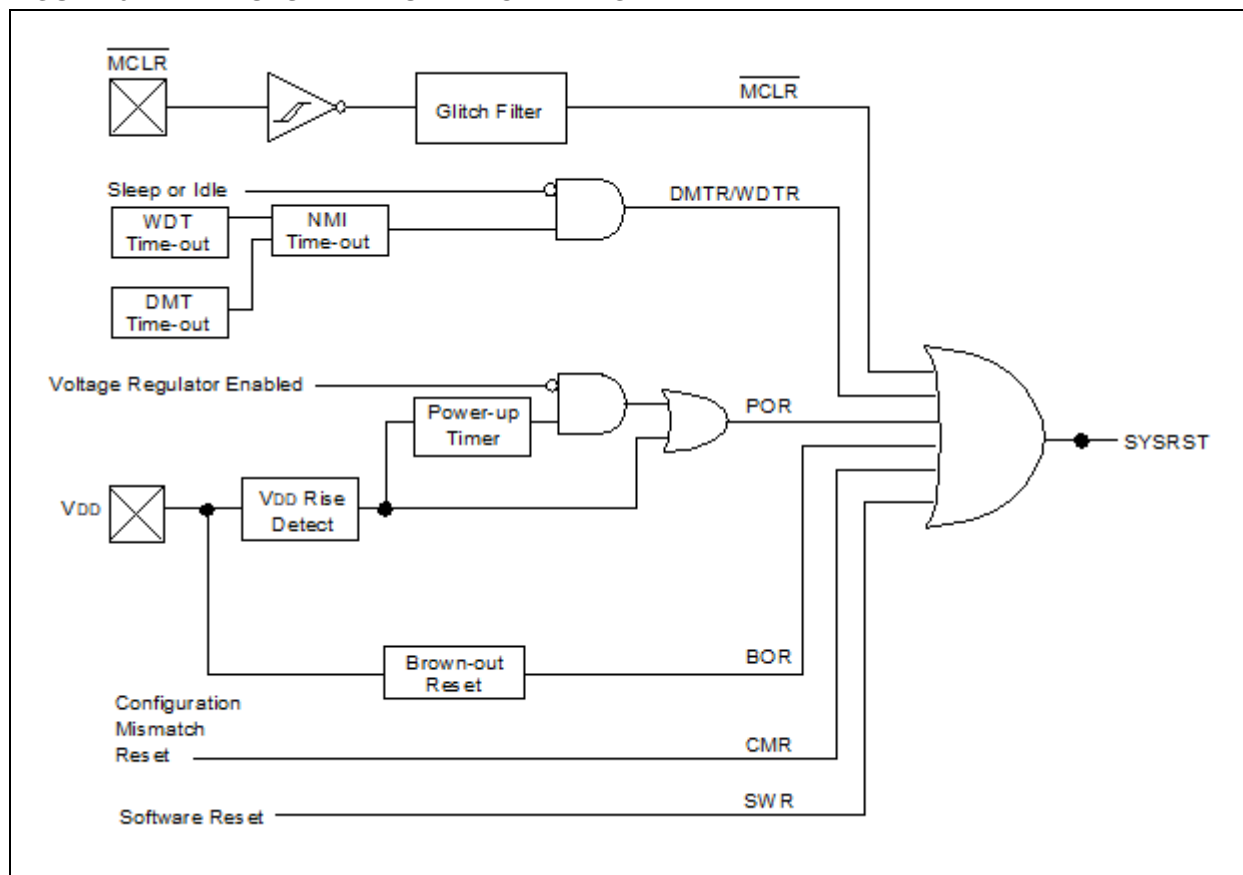 MCLR
Glitch Filter
MCLR
Sleep or Idle
WDT
Time-out
NMI
Time-out
DMTR/WDTR
DMT
Time-out
Voltage Regulator Enabled
Power-up
Timer
POR
SYSRST
VDD
VDD Rise
Detect
Brown-out
Reset
BOR
Configuration
Mismatch
Reset
CMR
SWR
Software Reset